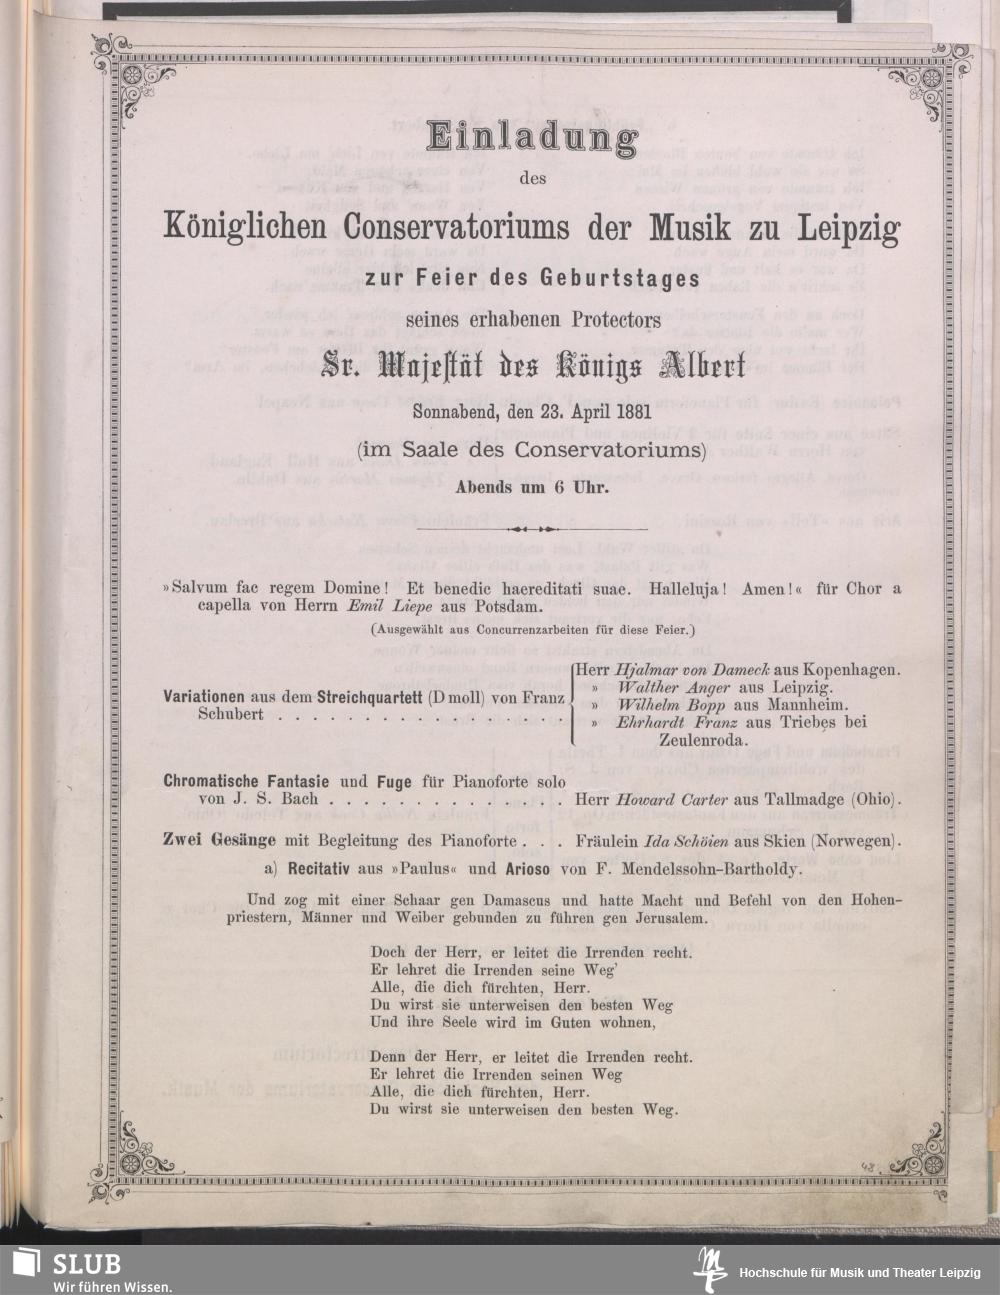 Einladung
des
Königlichen Conservatoriums der Musik zu Leipzig
zur Feier des Geburtstages
seines erhabenen Protectors
Sr. Majestät des Königs Albert
Sonnabend, den 23. April 1881
(im Saale des Conservatoriums)
Abends um 6 Uhr.
»Salvum fac regem Domine! Et benedic haereditati suae. Halleluja! Amen!« für Chor a
capella von Herrn Emil Liepe aus Potsdam.
(Ausgewählt aus Concurrenzarbeiten für diese Feier.)
Variationen aus dem Streichquartett (D moll) von Franz
Schubert . . . . . . . . . . . . . . . . . .
Herr Hjalmar von Dameck aus Kopenhagen.
» Walther Anger aus Leipzig.
» Wilhelm Bopp aus Mannheim.
» Ehrhardt Franz aus Triebes bei
Zeulenroda.
Chromatische Fantasie und Fuge für Pianoforte solo
von J. S. Bach . . . . . . . . . . . . . . . Herr Howard Carter aus Tallmadge (Ohio).
Zwei Gesänge mit Begleitung des Pianoforte . . . Fräulein Ida Schöien aus Skien (Norwegen).
a) Recitativ aus »Paulus« und Arioso von F. Mendelssohn-Bartholdy.
Und zog mit einer Schaar gen Damascus und hatte Macht und Befehl von den Hohen-
priestern, Männer und Weiber gebunden zu führen gen Jerusalem.
Doch der Herr, er leitet die Irrenden recht.
Er lehret die Irrenden seine Weg'
Alle, die dich fürchten, Herr.
Du wirst sie unterweisen den besten Weg
Und ihre Seele wird im Guten wohnen,
Denn der Herr, er leitet die Irrenden recht.
Er lehret die Irrenden seinen Weg
Alle, die dich fürchten, Herr.
Du wirst sie unterweisen den besten Weg.
48
SLUB
Wir führen Wissen.
Hochschule für Musik und Theater Leipzig